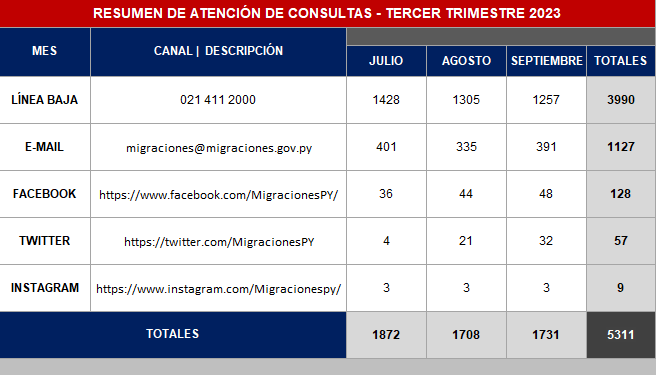 RESUMEN DE ATENCIÓN DE CONSULTAS - TERCER TRIMESTRE 2023
MES CANAL | DESCRIPCIÓN JULIO AGOSTO SEPTIEMBRE TOTALES
LÍNEA BAJA 021 411 2000 1428 1305 1257 3990
E-MAIL migraciones@migraciones.gov.py 401 335 391 1127
FACEBOOK https://www.facebook.com/MigracionesPY/ 36 44 48 128
TWITTER https://twitter.com/MigracionesPY 4 21 32 57
INSTAGRAM https://www.instagram.com/Migracionespy/ 3 3 3 9
TOTALES 1872 1708 1731 5311